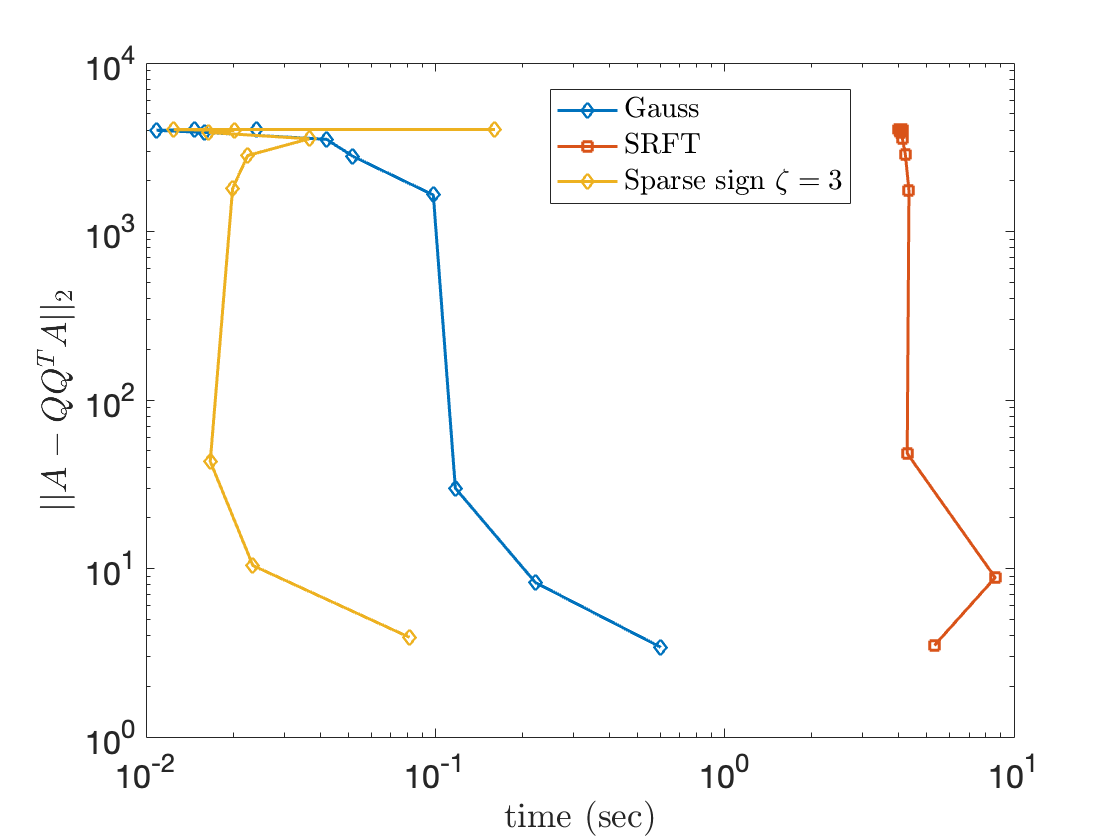 10^4
10^3
10^2
10^1
10^0
||A − QQ^T A||_2
Gauss
SRFT
Sparse sign ζ = 3
10^-2 10^-1 10^0 10^1
time (sec)